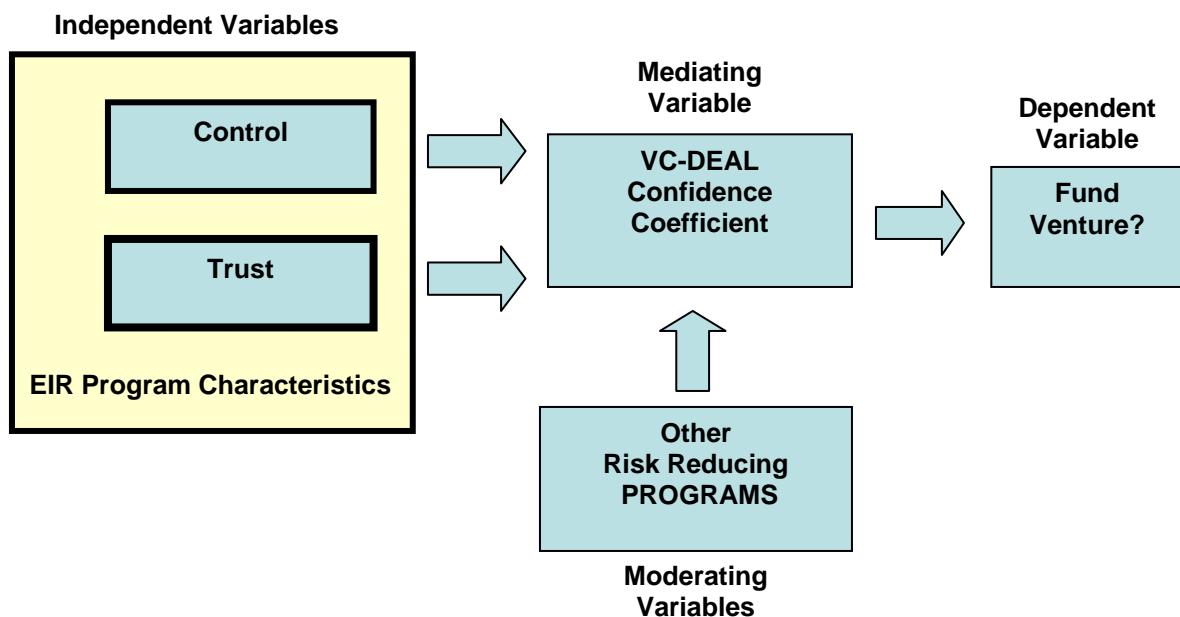 Independent Variables
Control
Trust
EIR Program Characteristics
Mediating
Variable
VC-DEAL
Confidence
Coefficient
Dependent
Variable
Fund
Venture?
Other
Risk Reducing
PROGRAMS
Moderating
Variables